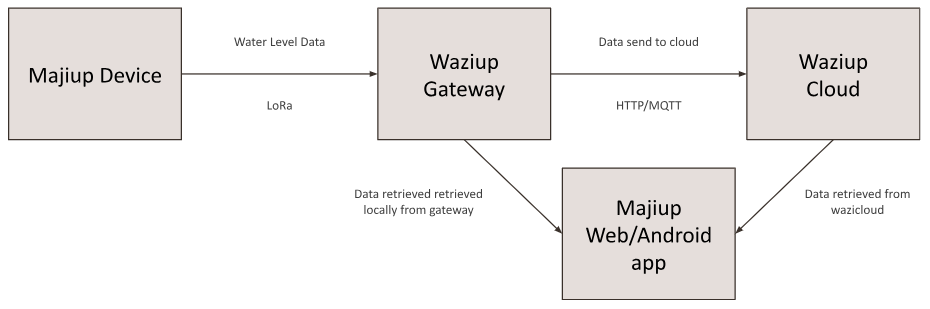 Majiup Device
Water Level Data
LoRa
Waziup
Gateway
Data send to cloud
HTTP/MQTT
Waziup
Cloud
Data retrieved retrieved
locally from gateway
Majiup
Web/Android
app
Data retrieved from
wazicloud